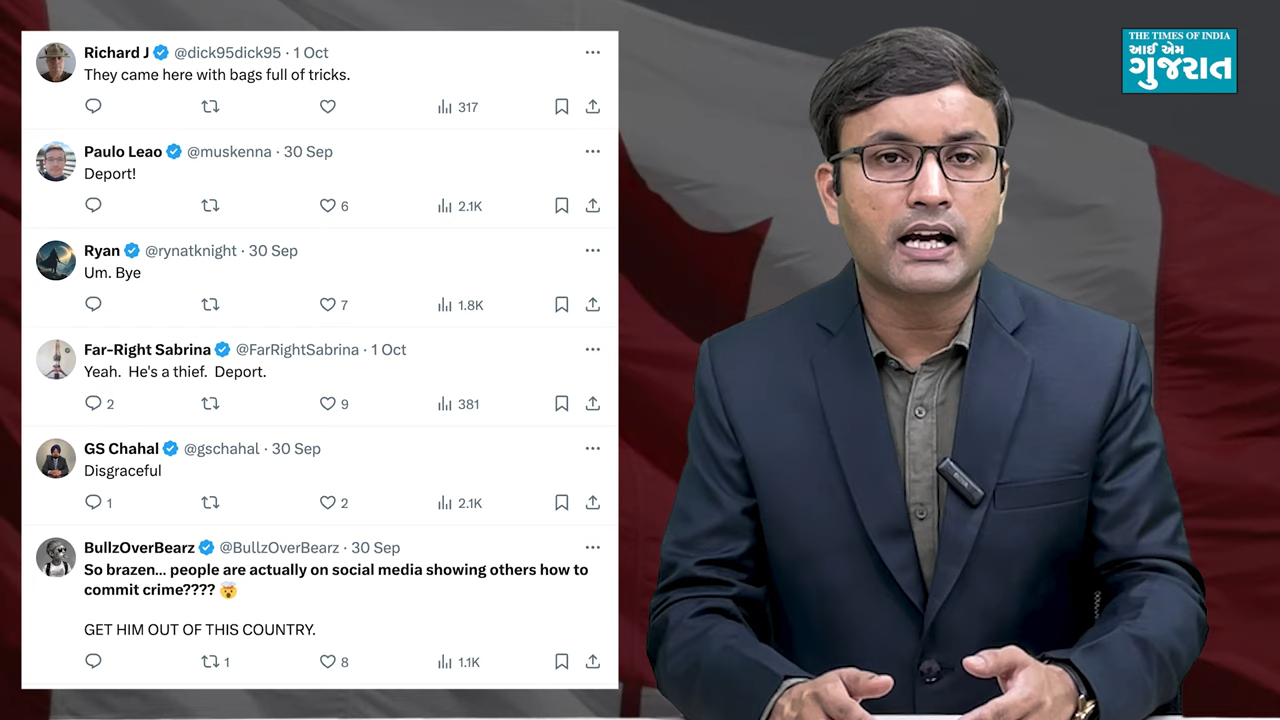 Richard J @dick95dick95 · 1 Oct
They came here with bags full of tricks.
317
Paulo Leao @muskenna · 30 Sep
Deport!
6 2.1K
Ryan @rynatknight · 30 Sep
Um. Bye
7 1.8K
Far-Right Sabrina @FarRightSabrina · 1 Oct
Yeah.  He's a thief.  Deport.
2 9 381
GS Chahal @gschahal · 30 Sep
Disgraceful
1 2 2.1K
BullzOverBearz @BullzOverBearz · 30 Sep
So brazen... people are actually on social media showing others how to
commit crime???? 🤯
GET HIM OUT OF THIS COUNTRY.
1 8 1.1K
THE TIMES OF INDIA
આઈ એમ
ગુજરાત